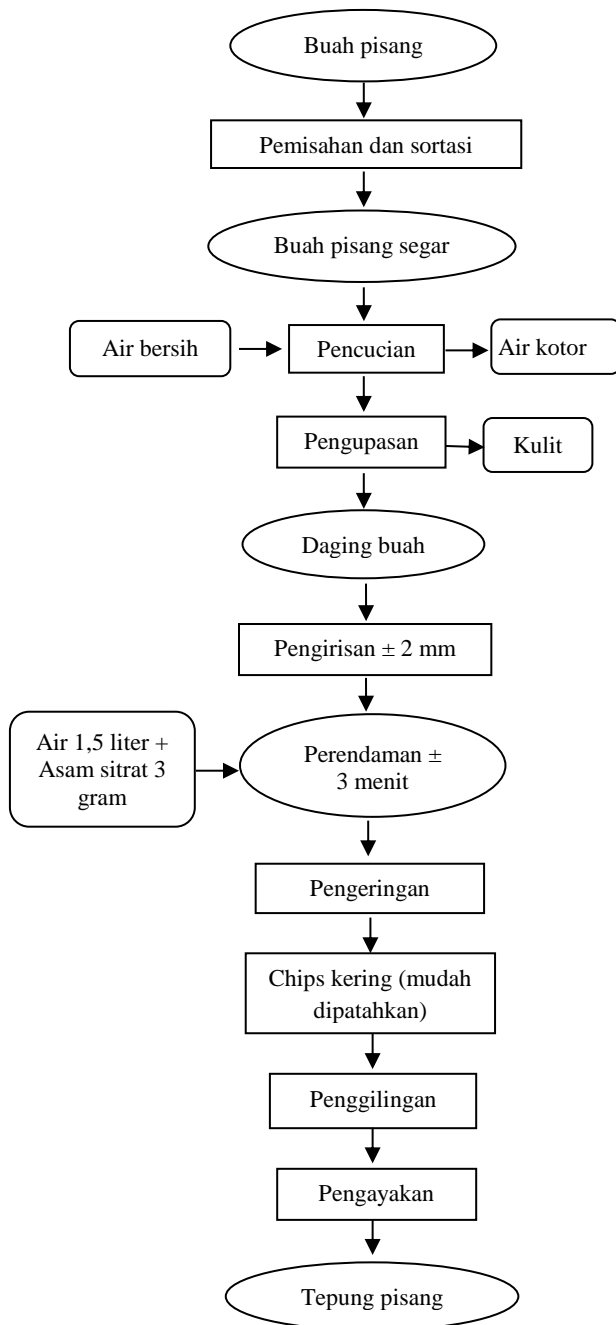 Buah pisang
Pemisahan dan sortasi
Buah pisang segar
Air bersih
Pencucian
Air kotor
Pengupasan
Kulit
Daging buah
Pengirisan ± 2 mm
Air 1,5 liter +
Asam sitrat 3
gram
Perendaman ±
3 menit
Pengeringan
Chips kering (mudah
dipatahkan)
Penggilingan
Pengayakan
Tepung pisang